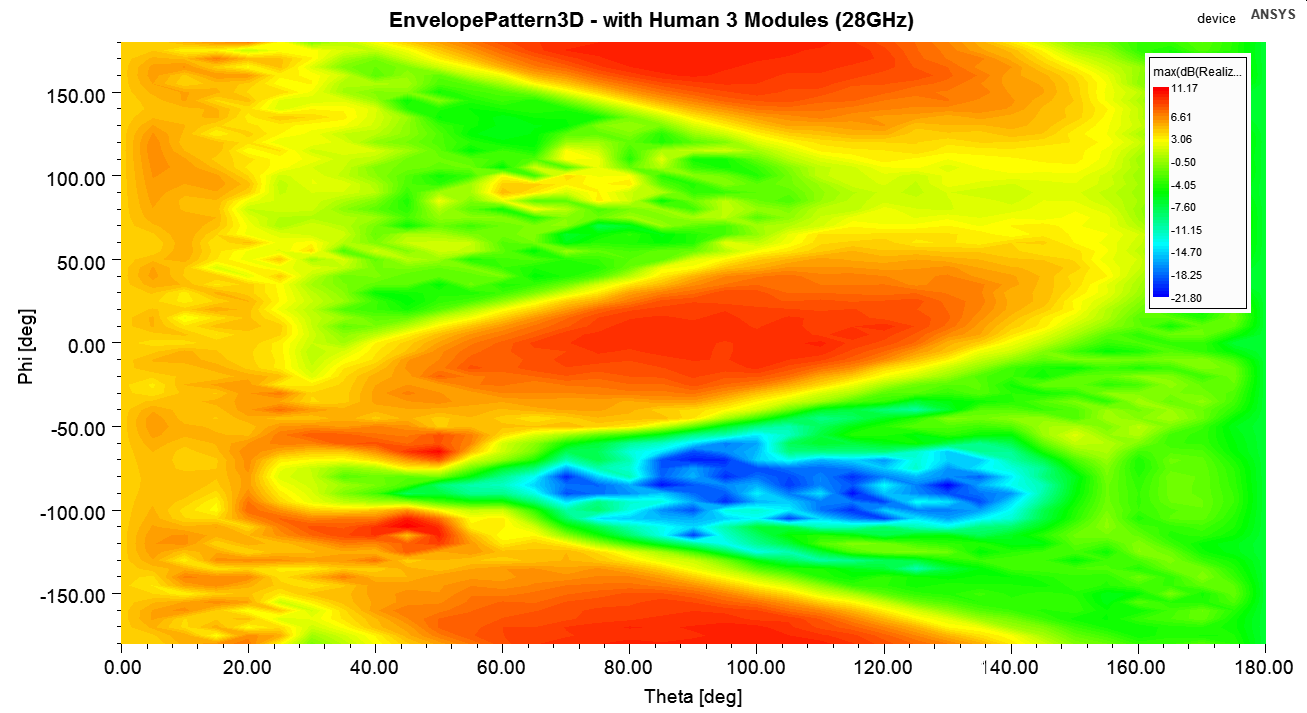 EnvelopePattern3D - with Human 3 Modules (28GHz)
device
ANSYS
max(dB(Realiz...
11.17
6.61
3.06
-0.50
-4.05
-7.60
-11.15
-14.70
-18.25
-21.80
Phi [deg]
150.00
100.00
50.00
0.00
-50.00
-100.00
-150.00
0.00 20.00 40.00 60.00 80.00 100.00 120.00 140.00 160.00 180.00
Theta [deg]